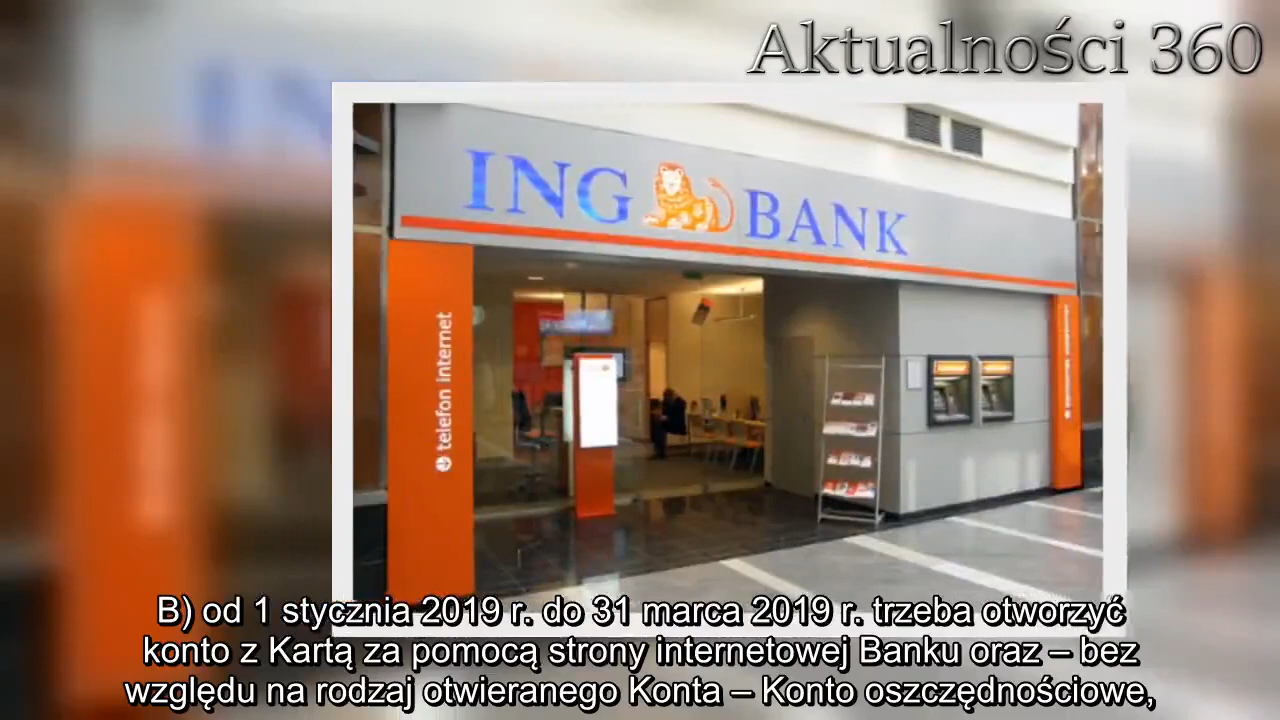 Aktualności 360
ING BANK
telefon internet
B) od 1 stycznia 2019 r. do 31 marca 2019 r. trzeba otworzyć
konto z Kartą za pomocą strony internetowej Banku oraz – bez
względu na rodzaj otwieranego Konta – Konto oszczędnościowe,